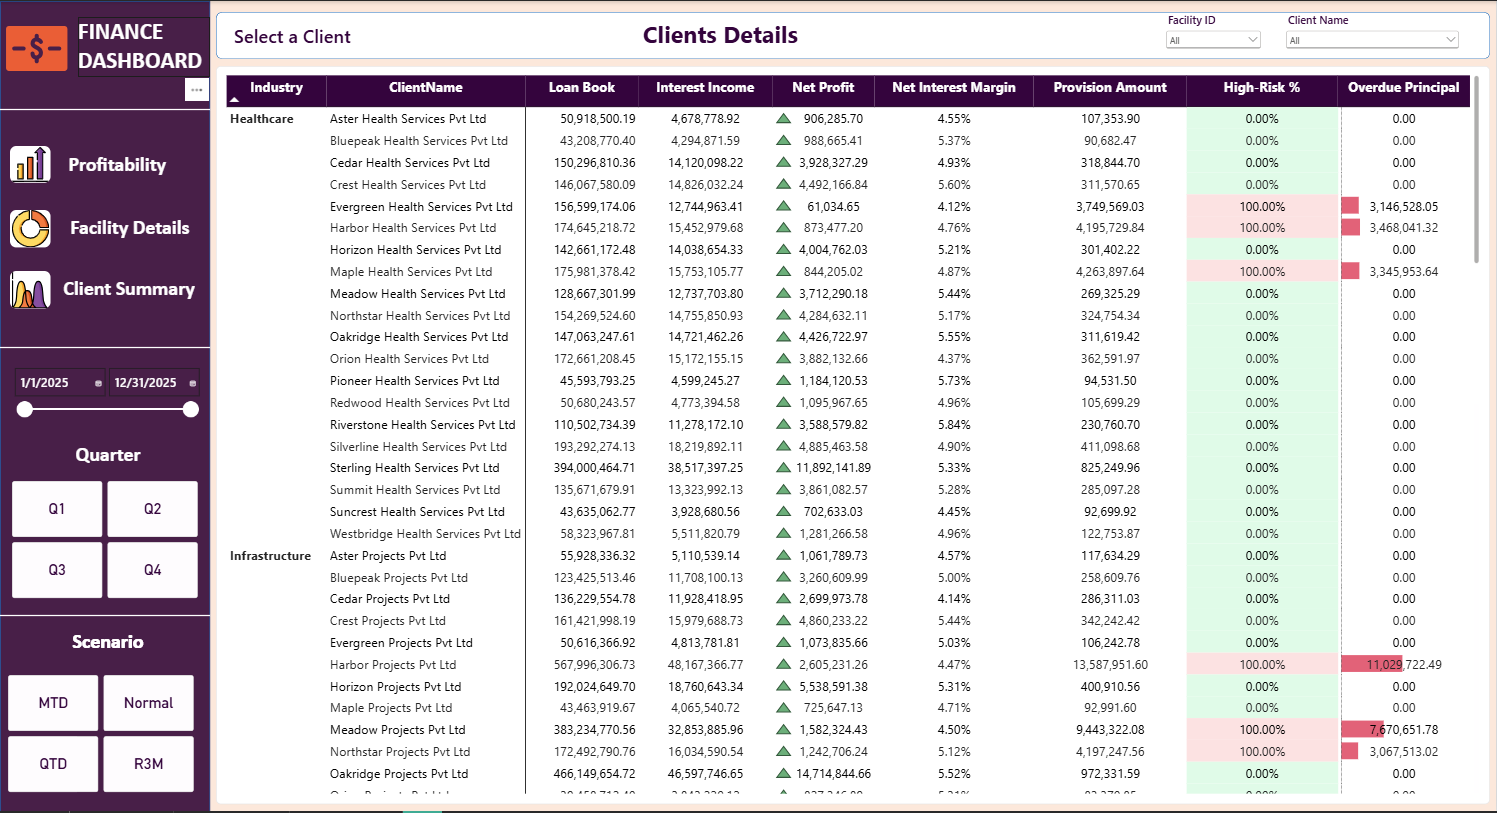 FINANCE
DASHBOARD
...
Profitability
Facility Details
Client Summary
1/1/2025 12/31/2025
Quarter
Q1 Q2
Q3 Q4
Scenario
MTD Normal
QTD R3M
Select a Client
Clients Details
Facility ID
All
Client Name
All
Industry ClientName Loan Book Interest Income Net Profit Net Interest Margin Provision Amount High-Risk % Overdue Principal
Healthcare Aster Health Services Pvt Ltd 50,918,500.19 4,678,778.92 906,285.70 4.55% 107,353.90 0.00% 0.00
Bluepeak Health Services Pvt Ltd 43,208,770.40 4,294,871.59 988,665.41 5.37% 90,682.47 0.00% 0.00
Cedar Health Services Pvt Ltd 150,296,810.36 14,120,098.22 3,928,327.29 4.93% 318,844.70 0.00% 0.00
Crest Health Services Pvt Ltd 146,067,580.09 14,826,032.24 4,492,166.84 5.60% 311,570.65 0.00% 0.00
Evergreen Health Services Pvt Ltd 156,599,174.06 12,744,963.41 61,034.65 4.12% 3,749,569.03 100.00% 3,146,528.05
Harbor Health Services Pvt Ltd 174,645,218.72 15,452,979.68 873,477.20 4.76% 4,195,729.84 100.00% 3,468,041.32
Horizon Health Services Pvt Ltd 142,661,172.48 14,038,654.33 4,004,762.03 5.21% 301,402.22 0.00% 0.00
Maple Health Services Pvt Ltd 175,981,378.42 15,753,105.77 844,205.02 4.87% 4,263,897.64 100.00% 3,345,953.64
Meadow Health Services Pvt Ltd 128,667,301.99 12,737,703.80 3,712,290.18 5.44% 269,325.29 0.00% 0.00
Northstar Health Services Pvt Ltd 154,269,524.60 14,755,850.93 4,284,632.11 5.17% 324,754.34 0.00% 0.00
Oakridge Health Services Pvt Ltd 147,063,247.61 14,721,462.26 4,426,722.97 5.55% 311,619.42 0.00% 0.00
Orion Health Services Pvt Ltd 172,661,208.45 15,172,155.15 3,882,132.66 4.37% 362,591.97 0.00% 0.00
Pioneer Health Services Pvt Ltd 45,593,793.25 4,599,245.27 1,184,120.53 5.73% 94,531.50 0.00% 0.00
Redwood Health Services Pvt Ltd 50,680,243.57 4,773,394.58 1,095,967.65 4.96% 105,699.29 0.00% 0.00
Riverstone Health Services Pvt Ltd 110,502,734.39 11,278,172.10 3,588,579.82 5.84% 230,760.70 0.00% 0.00
Silverline Health Services Pvt Ltd 193,292,274.13 18,219,892.11 4,885,463.58 4.90% 411,098.68 0.00% 0.00
Sterling Health Services Pvt Ltd 394,000,464.71 38,517,397.25 11,892,141.89 5.33% 825,249.96 0.00% 0.00
Summit Health Services Pvt Ltd 135,671,679.91 13,323,992.13 3,861,082.57 5.28% 285,097.28 0.00% 0.00
Suncrest Health Services Pvt Ltd 43,635,062.77 3,928,680.56 702,633.03 4.45% 92,699.92 0.00% 0.00
Westbridge Health Services Pvt Ltd 58,323,967.81 5,511,820.79 1,281,266.58 4.96% 122,753.87 0.00% 0.00
Infrastructure Aster Projects Pvt Ltd 55,928,336.32 5,110,539.14 1,061,789.73 4.57% 117,634.29 0.00% 0.00
Bluepeak Projects Pvt Ltd 123,425,513.46 11,708,100.13 3,260,609.99 5.00% 258,609.76 0.00% 0.00
Cedar Projects Pvt Ltd 136,229,554.78 11,928,418.95 2,699,973.78 4.14% 286,311.03 0.00% 0.00
Crest Projects Pvt Ltd 161,421,998.19 15,979,688.73 4,860,233.22 5.44% 342,242.42 0.00% 0.00
Evergreen Projects Pvt Ltd 50,616,366.92 4,813,781.81 1,073,835.66 5.03% 106,242.78 0.00% 0.00
Harbor Projects Pvt Ltd 567,996,306.73 48,167,366.77 2,605,231.26 4.47% 13,587,951.60 100.00% 11,029,722.49
Horizon Projects Pvt Ltd 192,024,649.70 18,760,643.34 5,538,591.38 5.31% 400,910.56 0.00% 0.00
Maple Projects Pvt Ltd 43,463,919.67 4,065,540.72 725,647.13 4.71% 92,991.60 0.00% 0.00
Meadow Projects Pvt Ltd 383,234,770.56 32,853,885.96 1,582,324.43 4.50% 9,443,322.08 100.00% 7,670,651.78
Northstar Projects Pvt Ltd 172,492,790.76 16,034,590.54 1,242,706.24 5.12% 4,197,247.56 100.00% 3,067,513.02
Oakridge Projects Pvt Ltd 466,149,654.72 46,597,746.65 14,714,844.66 5.52% 972,331.59 0.00% 0.00